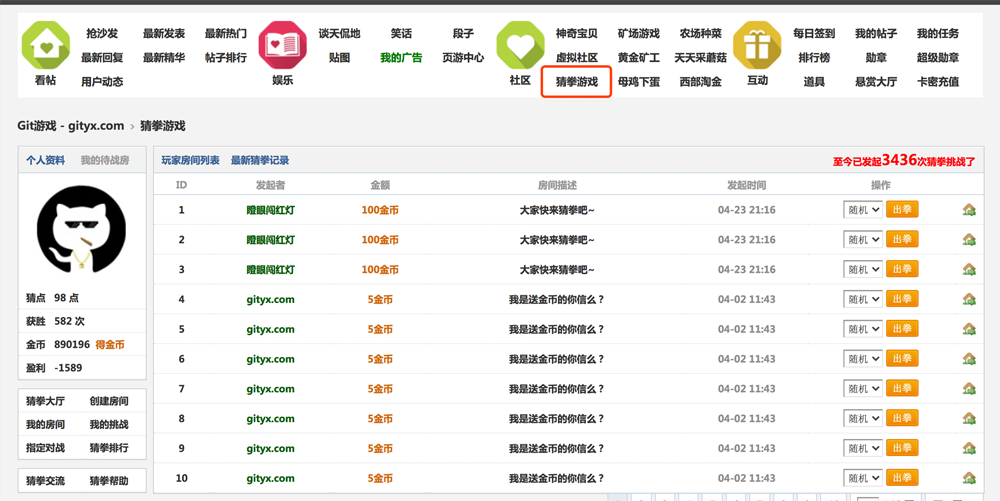 抢沙发 最新发表 最新热门 谈天侃地 笑话 段子 神奇宝贝 矿场游戏 农场种菜 每日签到 我的帖子 我的任务
最新回复 最新精华 帖子排行 贴图 我的广告 页游中心 虚拟社区 黄金矿工 天天采蘑菇 排行榜 勋章 超级勋章
看帖 用户动态 娱乐 社区 猜拳游戏 母鸡下蛋 西部淘金 互动 道具 悬赏大厅 卡密充值
Git游戏 - gityx.com › 猜拳游戏
个人资料 我的待战房
猜点 98 点
获胜 582 次
金币 890196 得金币
盈利 -1589
猜拳大厅 创建房间
我的房间 我的挑战
指定对战 猜拳排行
猜拳交流 猜拳帮助
玩家房间列表 最新猜拳记录 至今已发起3436次猜拳挑战了
ID 发起者 金额 房间描述 发起时间 操作
1 瞪眼闯红灯 100金币 大家快来猜拳吧~ 04-23 21:16 随机 出拳
2 瞪眼闯红灯 100金币 大家快来猜拳吧~ 04-23 21:16 随机 出拳
3 瞪眼闯红灯 100金币 大家快来猜拳吧~ 04-23 21:16 随机 出拳
4 gityx.com 5金币 我是送金币的你信么？ 04-02 11:43 随机 出拳
5 gityx.com 5金币 我是送金币的你信么？ 04-02 11:43 随机 出拳
6 gityx.com 5金币 我是送金币的你信么？ 04-02 11:43 随机 出拳
7 gityx.com 5金币 我是送金币的你信么？ 04-02 11:43 随机 出拳
8 gityx.com 5金币 我是送金币的你信么？ 04-02 11:43 随机 出拳
9 gityx.com 5金币 我是送金币的你信么？ 04-02 11:43 随机 出拳
10 gityx.com 5金币 我是送金币的你信么？ 04-02 11:43 随机 出拳